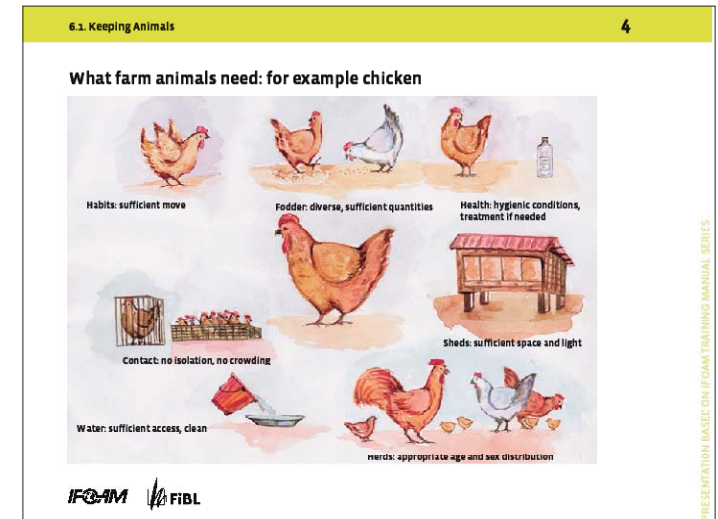 6.1. Keeping Animals
4
What farm animals need: for example chicken
Habits: sufficient move
Fodder: diverse, sufficient quantities
Health: hygienic conditions,
treatment if needed
Sheds: sufficient space and light
Contact: no isolation, no crowding
Water: sufficient access, clean
Herds: appropriate age and sex distribution
IFOAM
FiBL
PRESENTATION BASED ON IFOAM TRAINING MANUAL SERIES